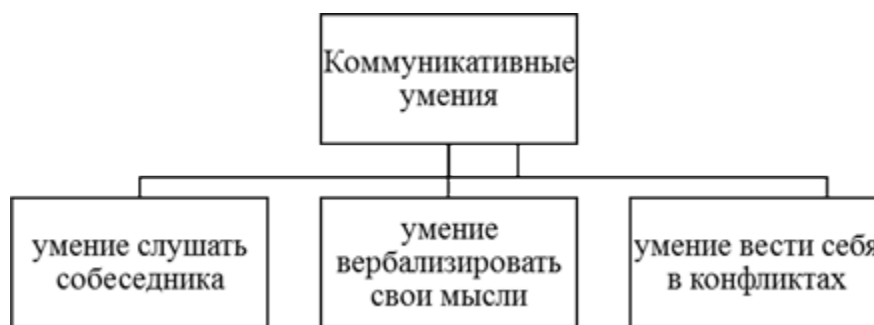 Коммуникативные
умения
умение слушать
собеседника
умение
вербализировать
свои мысли
умение вести себя
в конфликтах